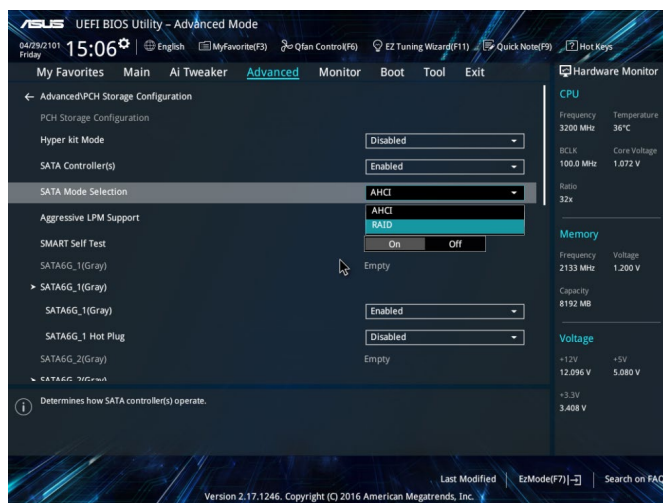 ASUS UEFI BIOS Utility – Advanced Mode
04/29/2101 15:06 English MyFavorite(F3) Qfan Control(F6) EZ Tuning Wizard(F11) Quick Note(F9) ? Hot Keys
Friday
My Favorites Main Ai Tweaker Advanced Monitor Boot Tool Exit
Hardware Monitor
← Advanced\PCH Storage Configuration
PCH Storage Configuration
Hyper kit Mode Disabled
SATA Controller(s) Enabled
SATA Mode Selection AHCI
AHCI
RAID
Aggressive LPM Support
SMART Self Test On Off
SATA6G_1(Gray) Empty
> SATA6G_1(Gray)
SATA6G_1(Gray) Enabled
SATA6G_1 Hot Plug Disabled
SATA6G_2(Gray) Empty
> SATA6G_2(Gray)
CPU
Frequency Temperature
3200 MHz 36°C
BCLK Core Voltage
100.0 MHz 1.072 V
Ratio
32x
Memory
Frequency Voltage
2133 MHz 1.200 V
Capacity
8192 MB
Voltage
+12V +5V
12.096 V 5.080 V
+3.3V
3.408 V
i Determines how SATA controller(s) operate.
Last Modified EzMode(F7) Search on FAQ
Version 2.17.1246. Copyright (C) 2016 American Megatrends, Inc.